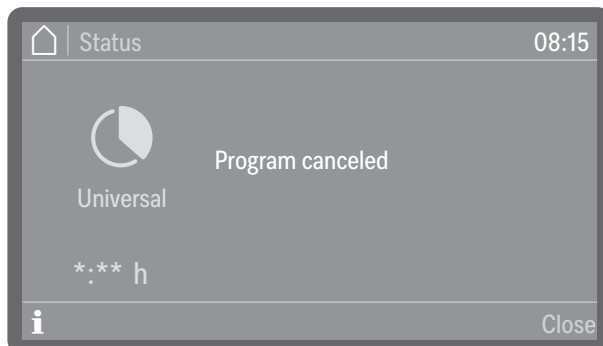 Status
08:15
Program canceled
Universal
*:** h
i
Close